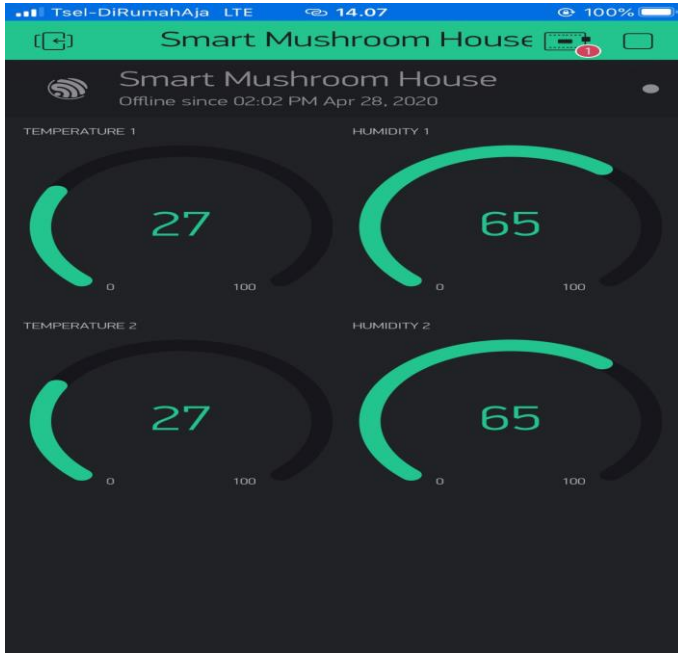 Tsel-DiRumahAja LTE 14.07 100%
Smart Mushroom House 1
Smart Mushroom House
Offline since 02:02 PM Apr 28, 2020
TEMPERATURE 1 HUMIDITY 1
27 65
0 100 0 100
TEMPERATURE 2 HUMIDITY 2
27 65
0 100 0 100